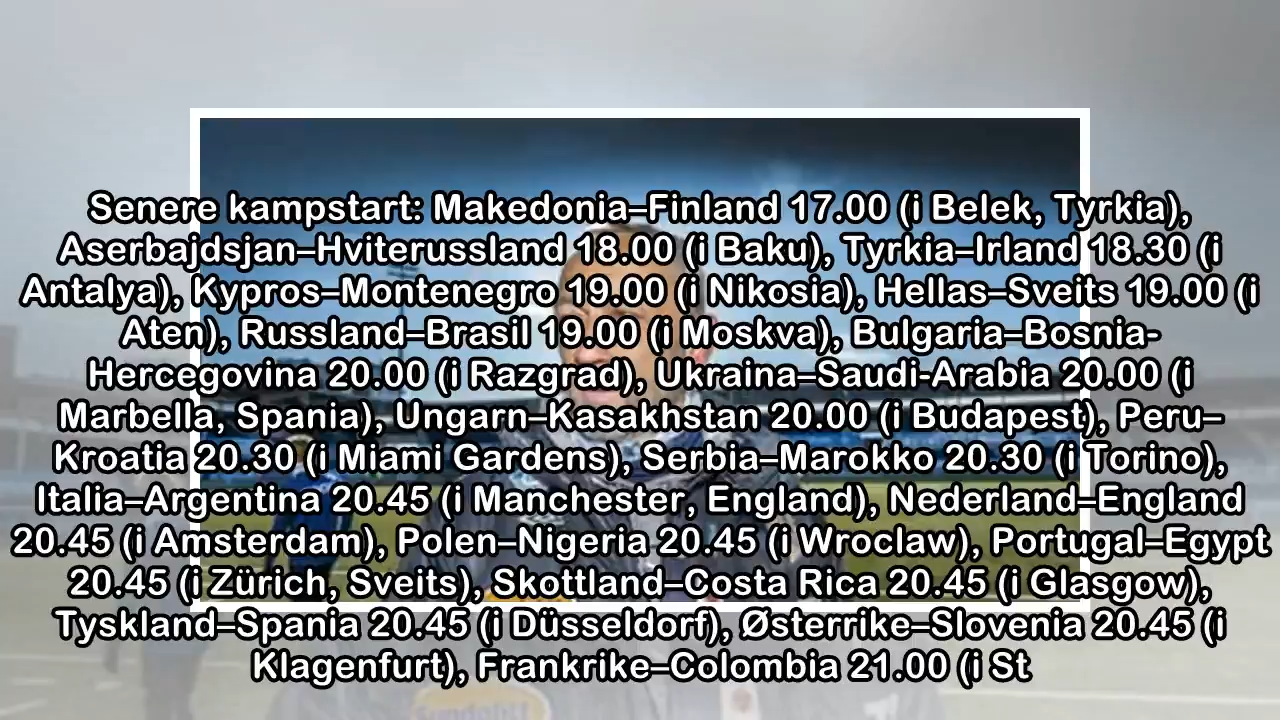 Senere kampstart: Makedonia–Finland 17.00 (i Belek, Tyrkia),
Aserbajdsjan–Hviterussland 18.00 (i Baku), Tyrkia–Irland 18.30 (i
Antalya), Kypros–Montenegro 19.00 (i Nikosia), Hellas–Sveits 19.00 (i
Aten), Russland–Brasil 19.00 (i Moskva), Bulgaria–Bosnia-
Hercegovina 20.00 (i Razgrad), Ukraina–Saudi-Arabia 20.00 (i
Marbella, Spania), Ungarn–Kasakhstan 20.00 (i Budapest), Peru–
Kroatia 20.30 (i Miami Gardens), Serbia–Marokko 20.30 (i Torino),
Italia–Argentina 20.45 (i Manchester, England), Nederland–England
20.45 (i Amsterdam), Polen–Nigeria 20.45 (i Wroclaw), Portugal–Egypt
20.45 (i Zürich, Sveits), Skottland–Costa Rica 20.45 (i Glasgow),
Tyskland–Spania 20.45 (i Düsseldorf), Østerrike–Slovenia 20.45 (i
Klagenfurt), Frankrike–Colombia 21.00 (i St